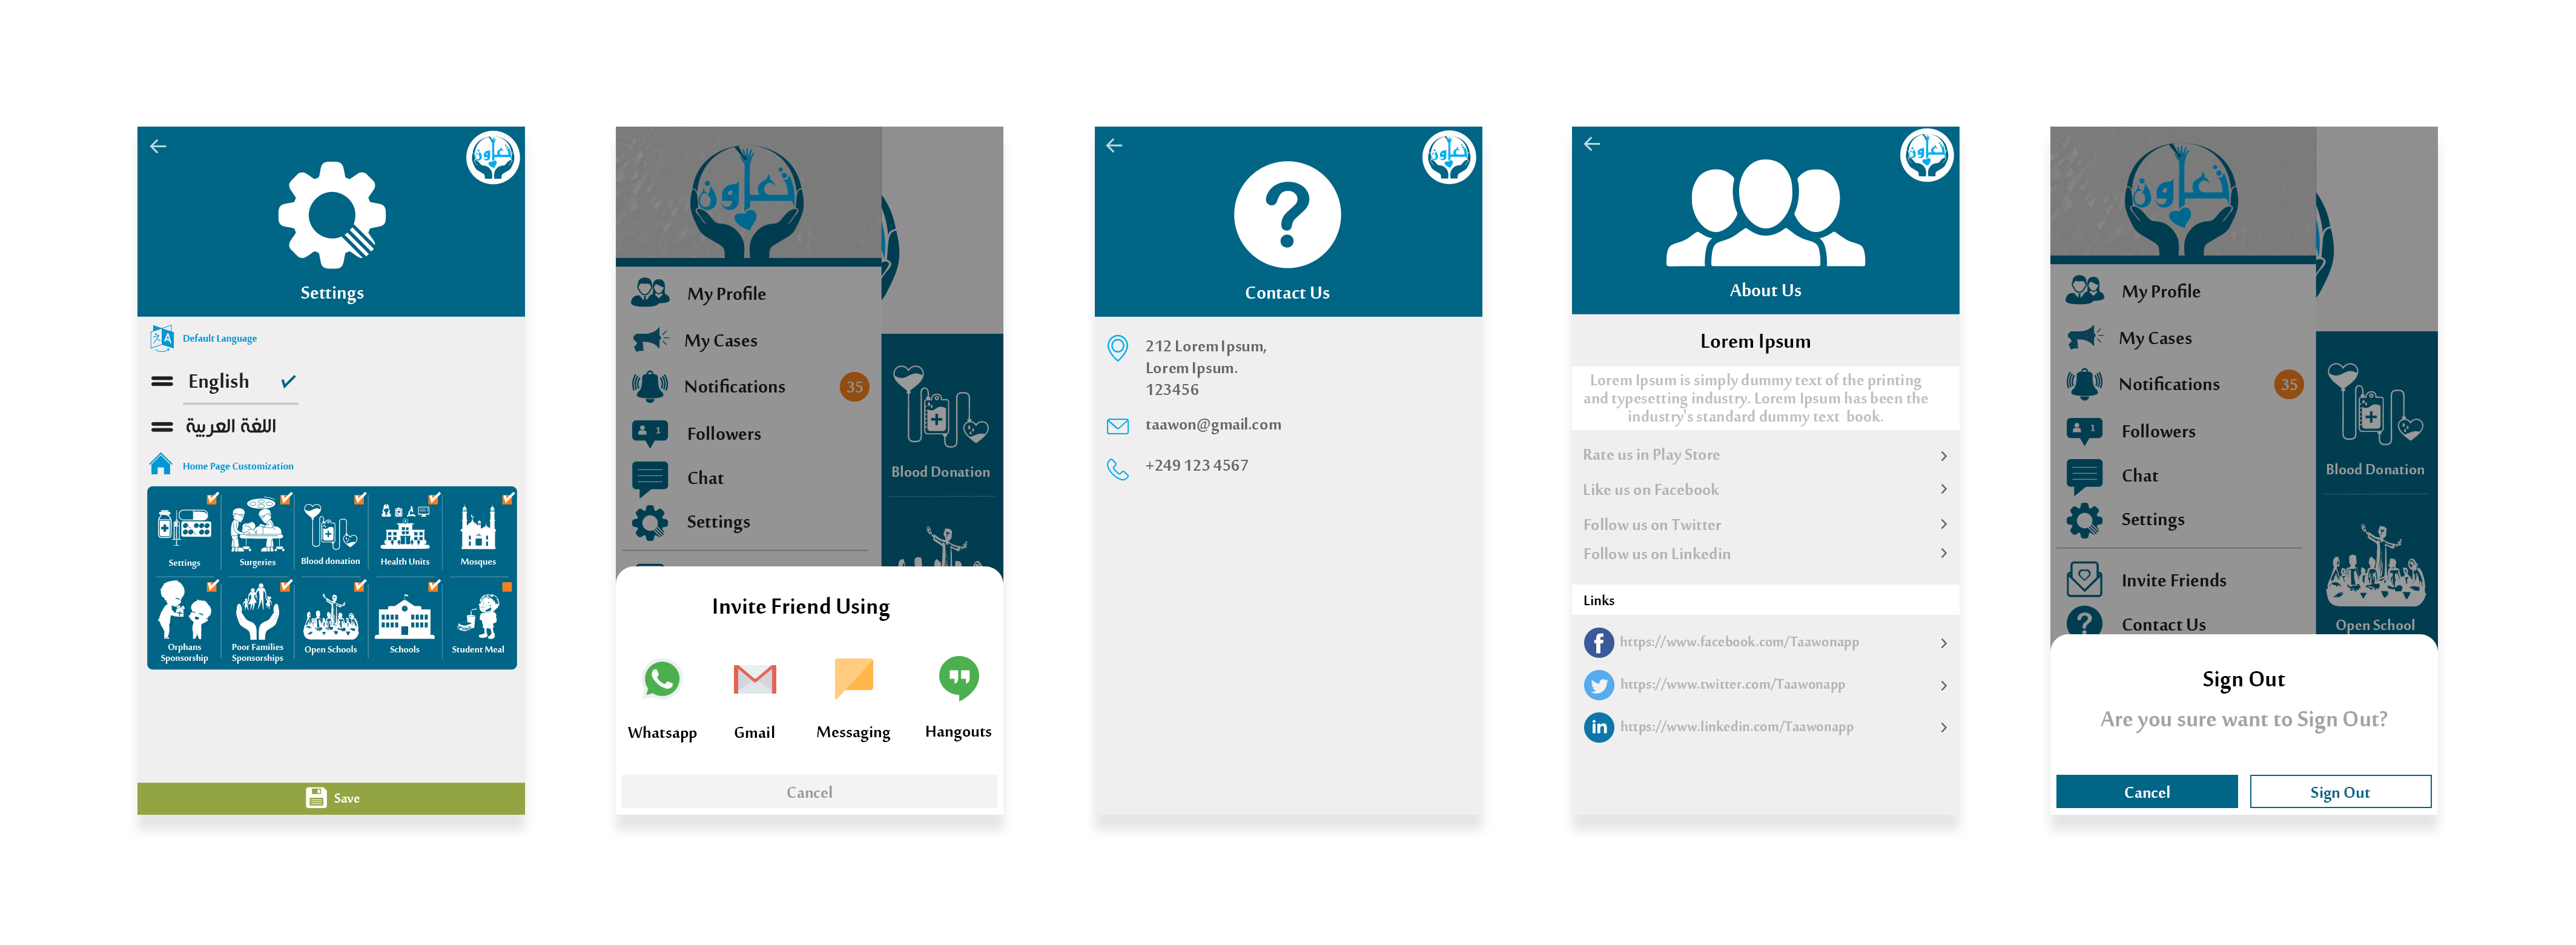 تعاون
Settings
Default Language
English
اللغة العربية
Home Page Customization
Settings
Surgeries
Blood donation
Health Units
Mosques
Orphans
Sponsorship
Poor Families
Sponsorships
Open Schools
Schools
Student Meal
Save
تعاون
My Profile
My Cases
Notifications
35
1
Followers
Chat
Settings
Blood Donation
Invite Friend Using
Whatsapp
Gmail
Messaging
Hangouts
Cancel
تعاون
Contact Us
212 Lorem Ipsum,
Lorem Ipsum.
123456
taawon@gmail.com
+249 123 4567
تعاون
About Us
Lorem Ipsum
Lorem Ipsum is simply dummy text of the printing
and typesetting industry. Lorem Ipsum has been the
industry's standard dummy text book.
Rate us in Play Store
Like us on Facebook
Follow us on Twitter
Follow us on Linkedin
Links
https://www.facebook.com/Taawonapp
https://www.twitter.com/Taawonapp
https://www.linkedin.com/Taawonapp
تعاون
My Profile
My Cases
Notifications
35
1
Followers
Chat
Settings
Invite Friends
Contact Us
Blood Donation
Open School
Sign Out
Are you sure want to Sign Out?
Cancel
Sign Out